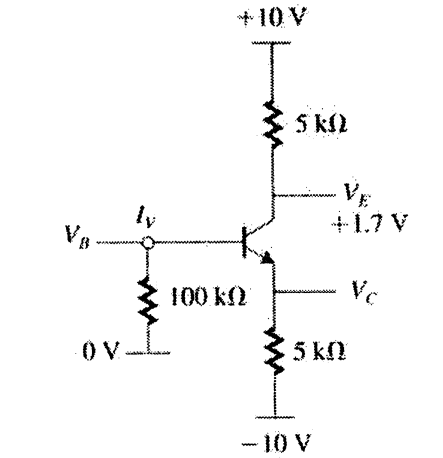 +10 V
5 kΩ
V_E
+1.7 V
I_V
V_B
100 kΩ
V_C
0 V
5 kΩ
−10 V